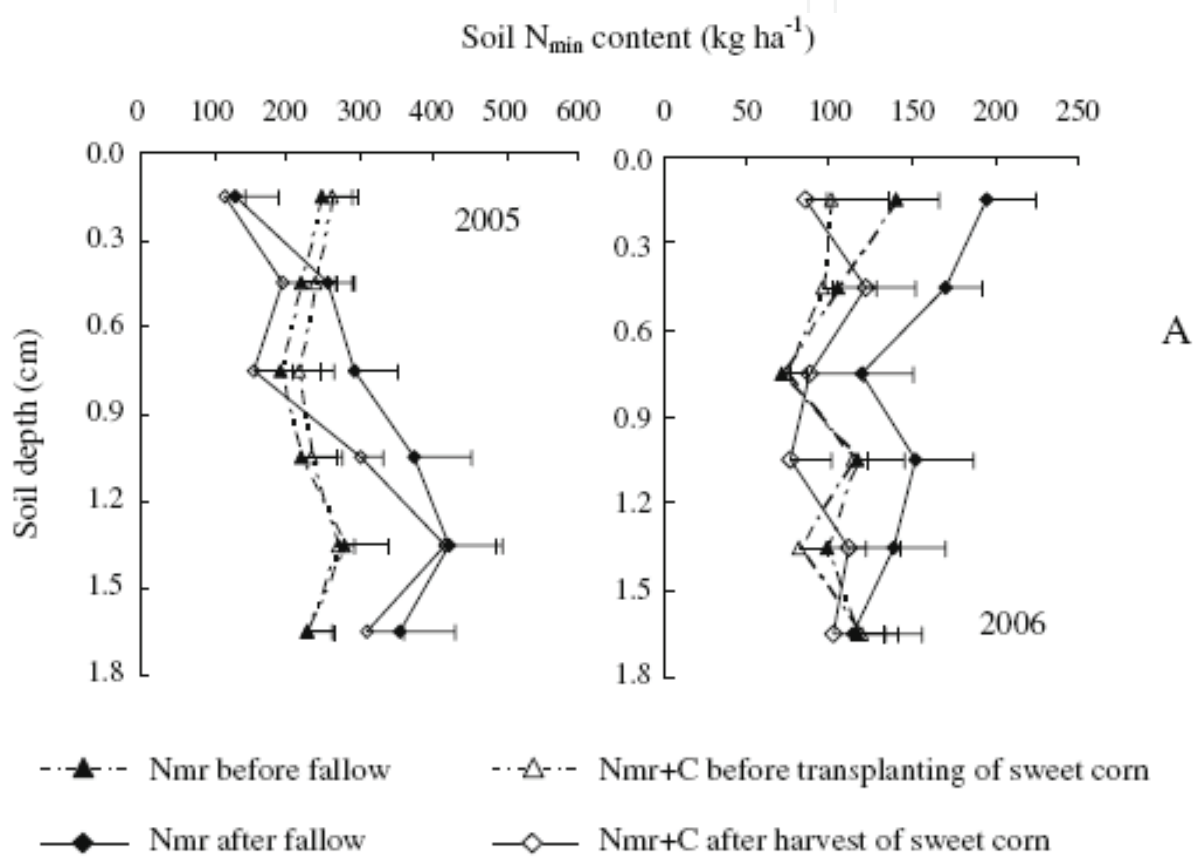 Soil Nmin content (kg ha-1)
0 100 200 300 400 500 600
0 50 100 150 200 250
0.0
0.3
0.6
0.9
1.2
1.5
1.8
2005
0.0
0.3
0.6
0.9
1.2
1.5
1.8
2006
Soil depth (cm)
A
Nmr before fallow
Nmr+C before transplanting of sweet corn
Nmr after fallow
Nmr+C after harvest of sweet corn